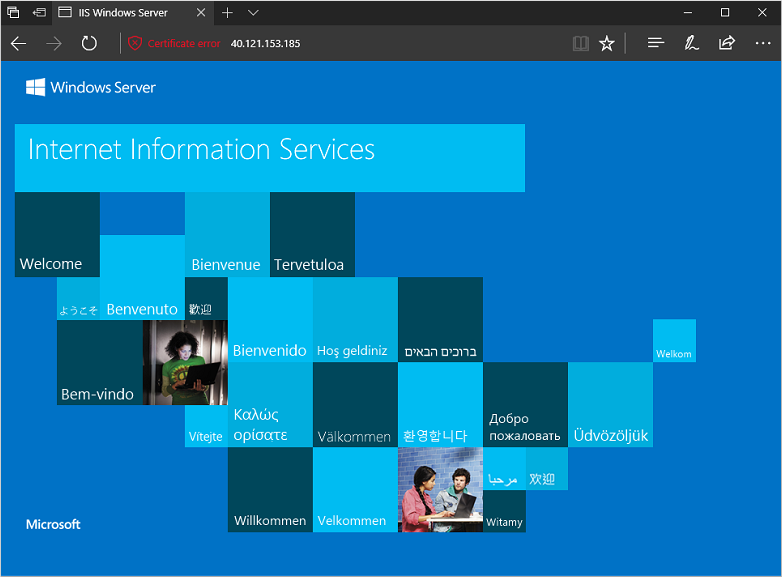 IIS Windows Server
Certificate error 40.121.153.185
Windows Server
Internet Information Services
Welcome
Bienvenue
Tervetuloa
ようこそ
Benvenuto
歡迎
Bienvenido
Hoş geldiniz
ברוכים הבאים
Welkom
Bem-vindo
Vítejte
Καλώς
ορίσατε
Välkommen
환영합니다
Добро
пожаловать
Üdvözöljük
Willkommen
Velkommen
مرحبا
欢迎
Witamy
Microsoft